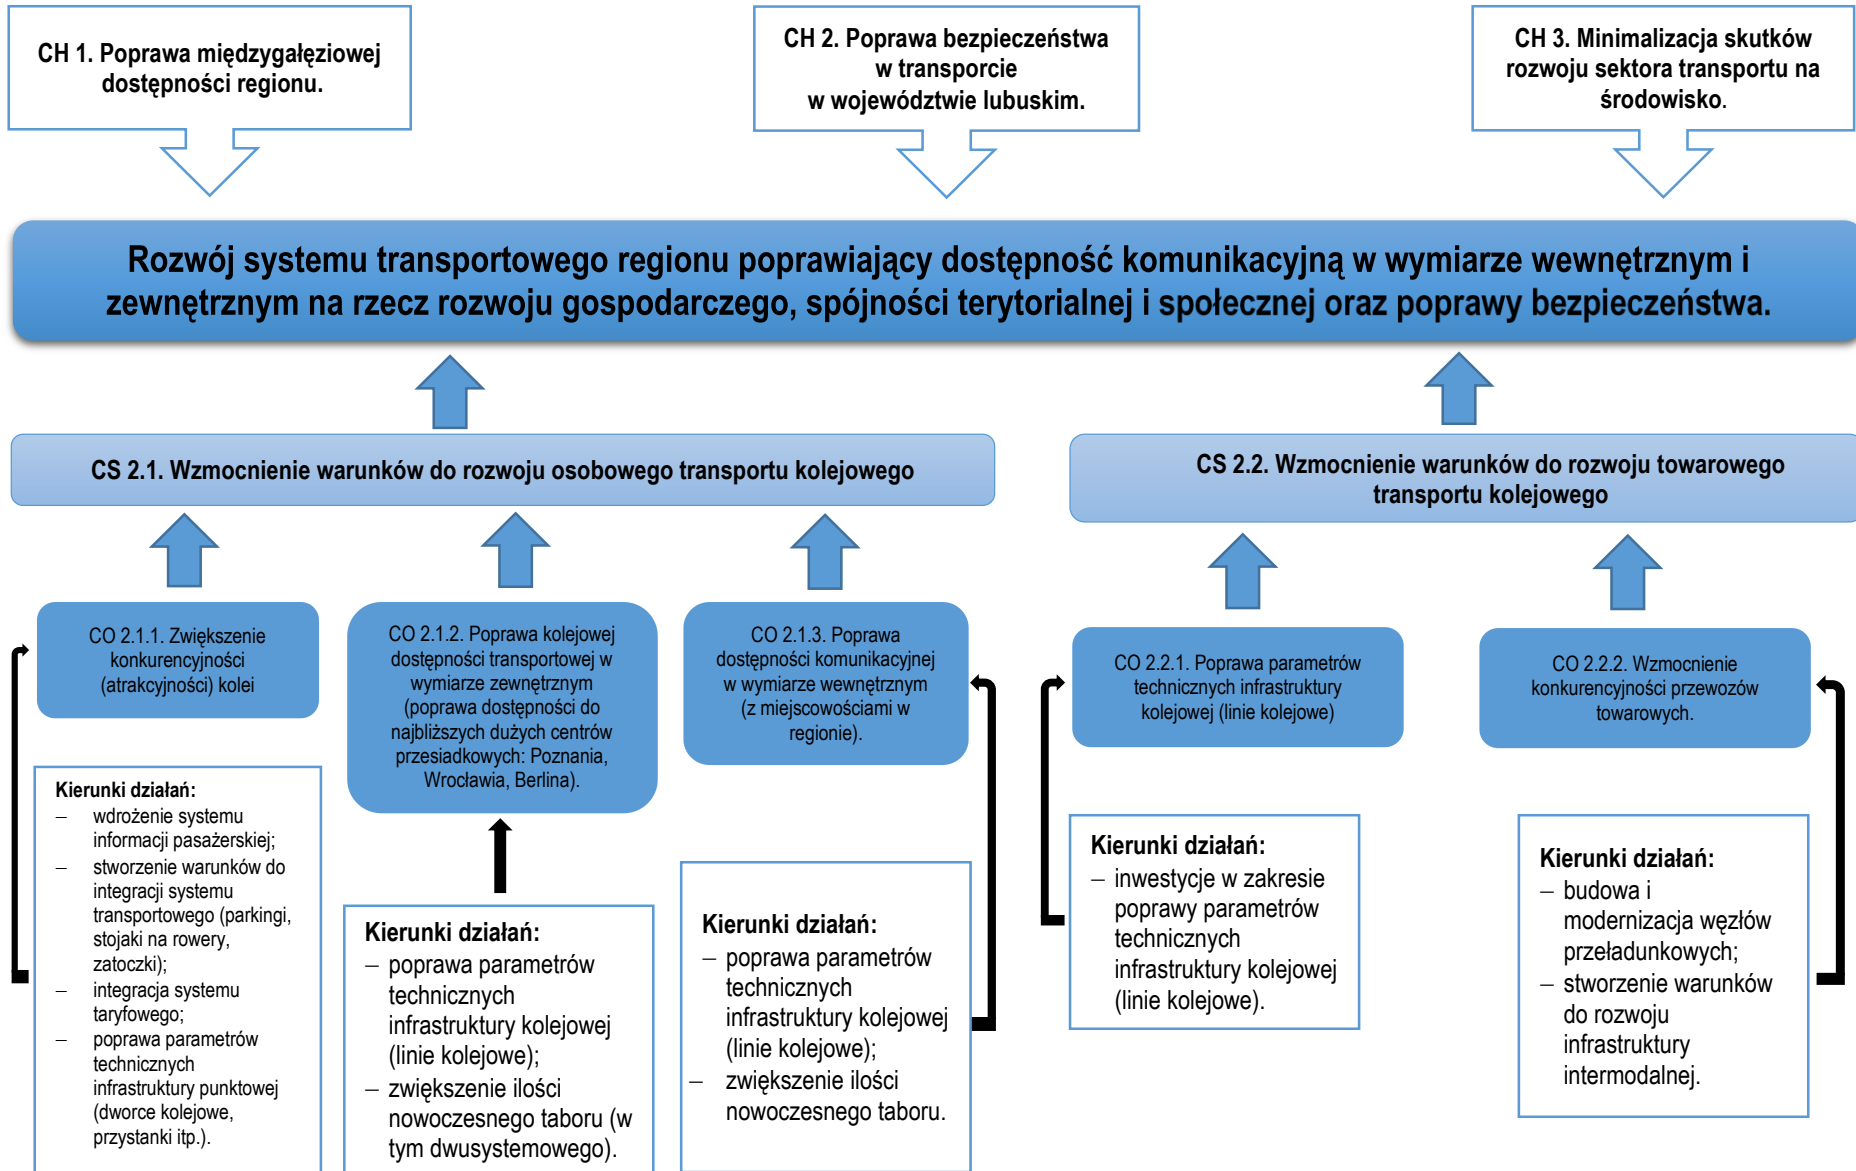 CH 1. Poprawa międzygałęziowej
dostępności regionu.
CH 2. Poprawa bezpieczeństwa
w transporcie
w województwie lubuskim.
CH 3. Minimalizacja skutków
rozwoju sektora transportu na
środowisko.
Rozwój systemu transportowego regionu poprawiający dostępność komunikacyjną w wymiarze wewnętrznym i
zewnętrznym na rzecz rozwoju gospodarczego, spójności terytorialnej i społecznej oraz poprawy bezpieczeństwa.
CS 2.1. Wzmocnienie warunków do rozwoju osobowego transportu kolejowego
CS 2.2. Wzmocnienie warunków do rozwoju towarowego
transportu kolejowego
CO 2.1.1. Zwiększenie
konkurencyjności
(atrakcyjności) kolei
CO 2.1.2. Poprawa kolejowej
dostępności transportowej w
wymiarze zewnętrznym
(poprawa dostępności do
najbliższych dużych centrów
przesiadkowych: Poznania,
Wrocławia, Berlina).
CO 2.1.3. Poprawa
dostępności komunikacyjnej
w wymiarze wewnętrznym
(z miejscowościami w
regionie).
CO 2.2.1. Poprawa parametrów
technicznych infrastruktury
kolejowej (linie kolejowe)
CO 2.2.2. Wzmocnienie
konkurencyjności przewozów
towarowych.
Kierunki działań:
– wdrożenie systemu
informacji pasażerskiej;
– stworzenie warunków do
integracji systemu
transportowego (parkingi,
stojaki na rowery,
zatoczki);
– integracja systemu
taryfowego;
– poprawa parametrów
technicznych
infrastruktury punktowej
(dworce kolejowe,
przystanki itp.).
Kierunki działań:
– poprawa parametrów
technicznych
infrastruktury kolejowej
(linie kolejowe);
– zwiększenie ilości
nowoczesnego taboru (w
tym dwusystemowego).
Kierunki działań:
– poprawa parametrów
technicznych
infrastruktury kolejowej
(linie kolejowe);
– zwiększenie ilości
nowoczesnego taboru.
Kierunki działań:
– inwestycje w zakresie
poprawy parametrów
technicznych
infrastruktury kolejowej
(linie kolejowe).
Kierunki działań:
– budowa i
modernizacja węzłów
przeładunkowych;
– stworzenie warunków
do rozwoju
infrastruktury
intermodalnej.